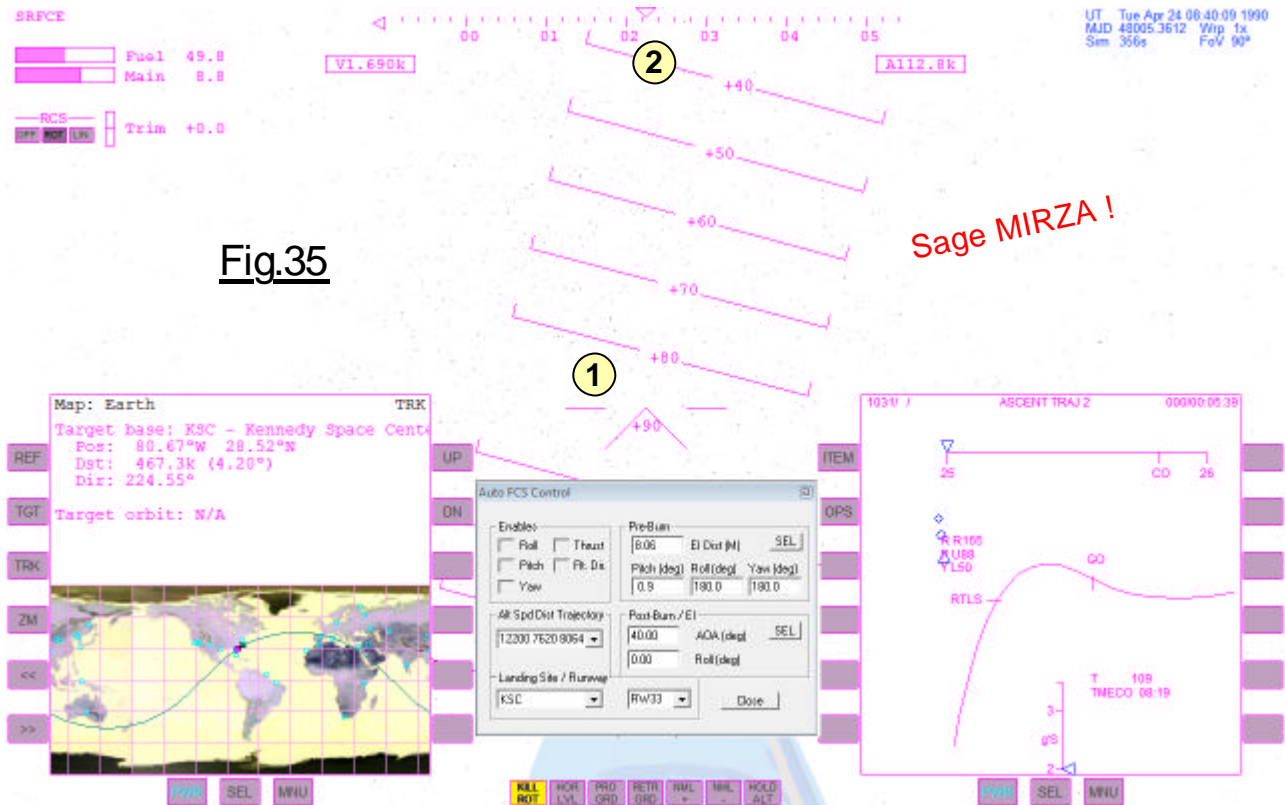 SRFCE
Fuel 49.8
Main 8.8
RCS
OFF ROT LIN
Trim +0.0
V1.690k
00 01 02 03 04 05
A112.8k
UT Tue Apr 24 08:40:09 1990
MJD 48005.3612 Wrp 1x
Sim 356s FoV 90°
2
+40
+50
+60
+70
+80
+90
1
Fig.35
Sage MIRZA !
Map: Earth TRK
Target base: KSC - Kennedy Space Cente
Pos: 80.67°W 28.52°N
Dst: 467.3k (4.20°)
Dir: 224.55°
Target orbit: N/A
REF
TGT
TRK
ZM
<<
>>
UP
DN
PWR SEL MNU
Auto FCS Control
Enables
Roll Thrust
Pitch
Yaw
Pre-Burn
8.06 EI Dist (M) SEL
Pitch (deg) Roll (deg) Yaw (deg)
0.9 180.0 180.0
Alt Spd Dist Trajectory
12200 7620 9064
Post-Burn / EI
40.00 AOA (deg) SEL
0.00 Roll (deg)
Landing Site / Runway
KSC RW33 Close
KILL ROT
HOR LVL
PRO GRD
RETR GRD
NML +
NML -
HOLD ALT
ITEM
OPS
1031/ / ASCENT TRAJ 2 000/00:05:39
25 CO 26
R R165
Y L50
GO
RTLS
T 109
TMECO 08:19
3
g'S
2
PWR SEL MNU